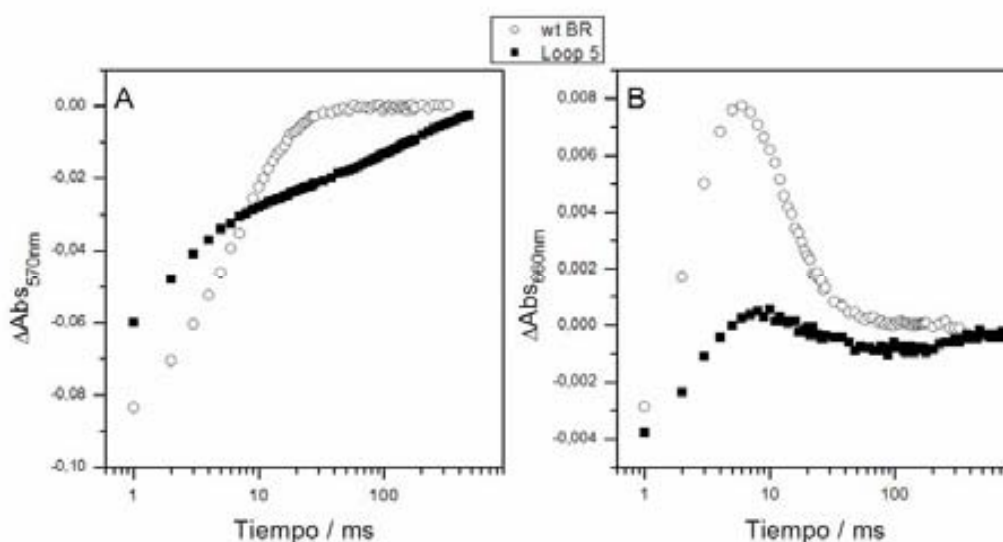 wt BR
Loop 5
A
0.00
-0.02
-0.04
-0.06
-0.08
-0,10
ΔAbs570nm
1 10 100
Tiempo / ms
B
0.008
0.006
0.004
0.002
0.000
-0.002
-0,004
ΔAbs660nm
1 10 100
Tiempo / ms